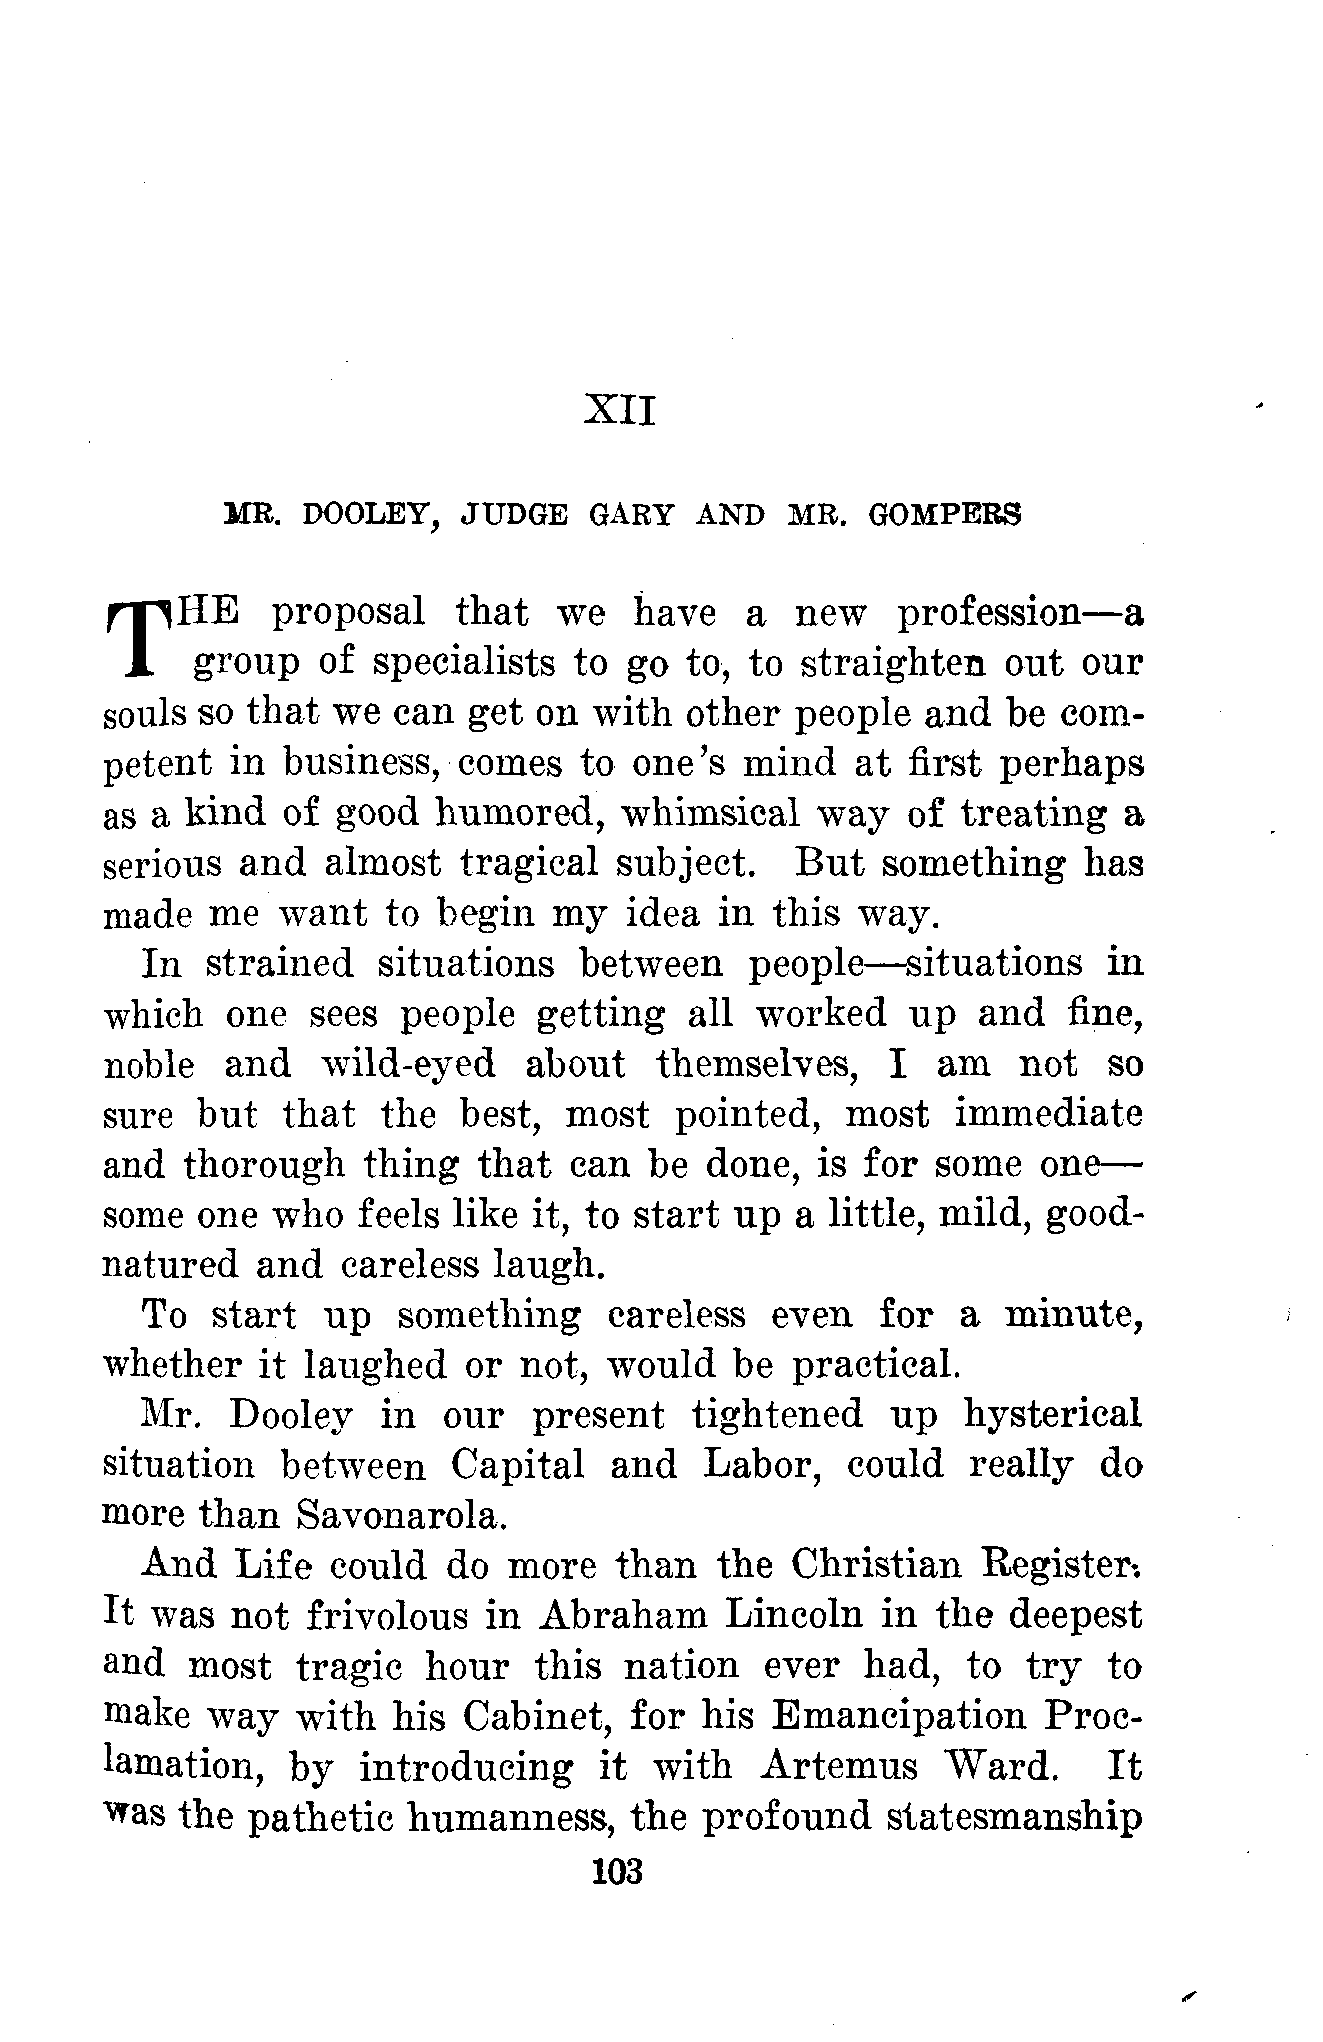 XII
MR. DOOLEY, JUDGE GARY AND MR. GOMPERS
THE proposal that we have a new profession—a
group of specialists to go to, to straighten out our
souls so that we can get on with other people and be com-
petent in business, comes to one's mind at first perhaps
as a kind of good humored, whimsical way of treating a
serious and almost tragical subject. But something has
made me want to begin my idea in this way.
In strained situations between people—situations in
which one sees people getting all worked up and fine,
noble and wild-eyed about themselves, I am not so
sure but that the best, most pointed, most immediate
and thorough thing that can be done, is for some one—
some one who feels like it, to start up a little, mild, good-
natured and careless laugh.
To start up something careless even for a minute,
whether it laughed or not, would be practical.
Mr. Dooley in our present tightened up hysterical
situation between Capital and Labor, could really do
more than Savonarola.
And Life could do more than the Christian Register.
It was not frivolous in Abraham Lincoln in the deepest
and most tragic hour this nation ever had, to try to
make way with his Cabinet, for his Emancipation Proc-
lamation, by introducing it with Artemus Ward. It
was the pathetic humanness, the profound statesmanship
103